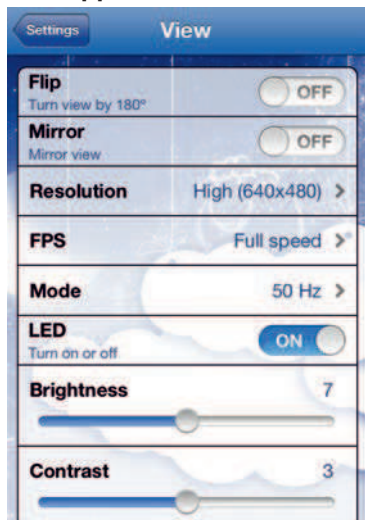 Settings
View
Flip
OFF
Turn view by 180°
Mirror
OFF
Mirror view
Resolution High (640x480) >
FPS Full speed >
Mode 50 Hz >
LED
ON
Turn on or off
Brightness 7
Contrast 3